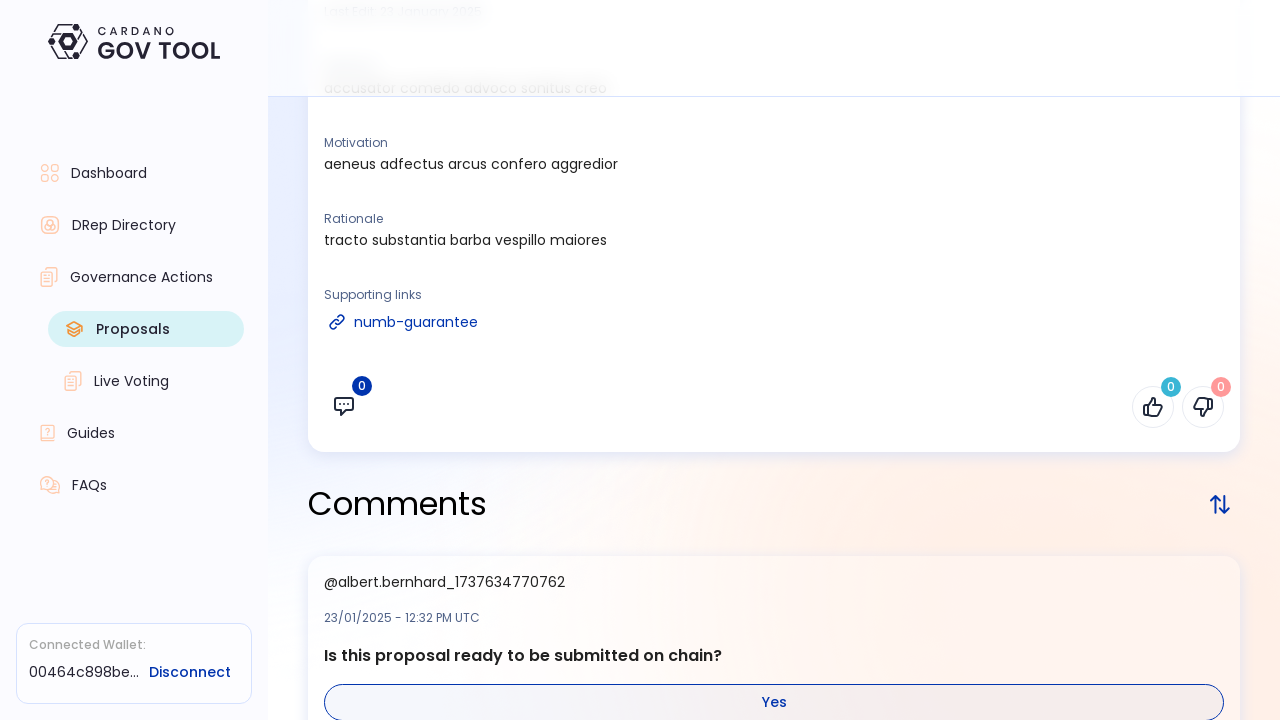 CARDANO
GOV TOOL
Dashboard
DRep Directory
Governance Actions
Proposals
Live Voting
Guides
FAQs
Connected Wallet:
00464c898be...
Disconnect
accusator comedo advoco sonitus creo
Motivation
aeneus adfectus arcus confero aggredior
Rationale
tracto substantia barba vespillo maiores
Supporting links
numb-guarantee
0
0
0
Comments
@albert.bernhard_1737634770762
23/01/2025 - 12:32 PM UTC
Is this proposal ready to be submitted on chain?
Yes